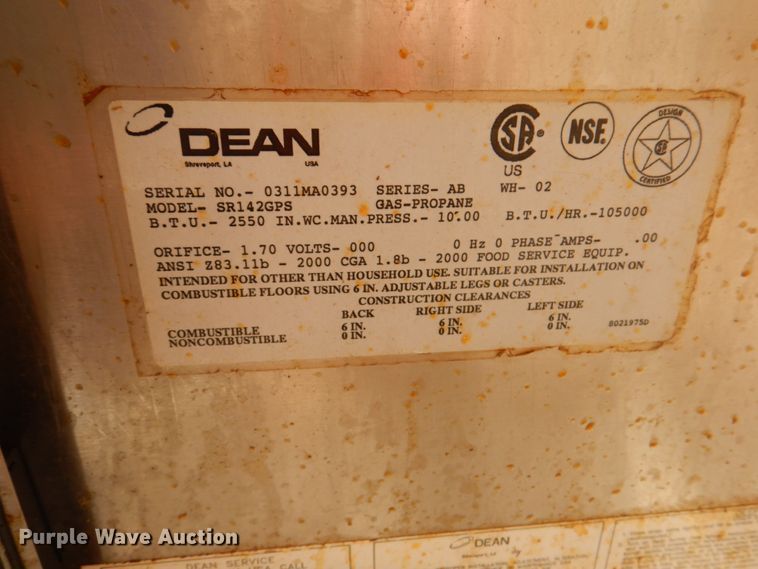 DEAN
Shreveport, LA USA
SA
US
NSF.
DESIGN
CERTIFIED
SERIAL NO.- 0311MA0393 SERIES- AB WH- 02
MODEL- SR142GPS GAS-PROPANE
B.T.U.- 2550 IN.WC.MAN.PRESS.- 10.00 B.T.U./HR.-105000
ORIFICE- 1.70 VOLTS- 000 0 Hz 0 PHASE AMPS- .00
ANSI Z83.11b - 2000 CGA 1.8b - 2000 FOOD SERVICE EQUIP.
INTENDED FOR OTHER THAN HOUSEHOLD USE. SUITABLE FOR INSTALLATION ON
COMBUSTIBLE FLOORS USING 6 IN. ADJUSTABLE LEGS OR CASTERS.
CONSTRUCTION CLEARANCES
BACK RIGHT SIDE LEFT SIDE
COMBUSTIBLE 6 IN. 6 IN. 6 IN.
NONCOMBUSTIBLE 0 IN. 0 IN. 0 IN.
8021975D
Purple Wave Auction
DEAN SERVICE
CALL
DEAN